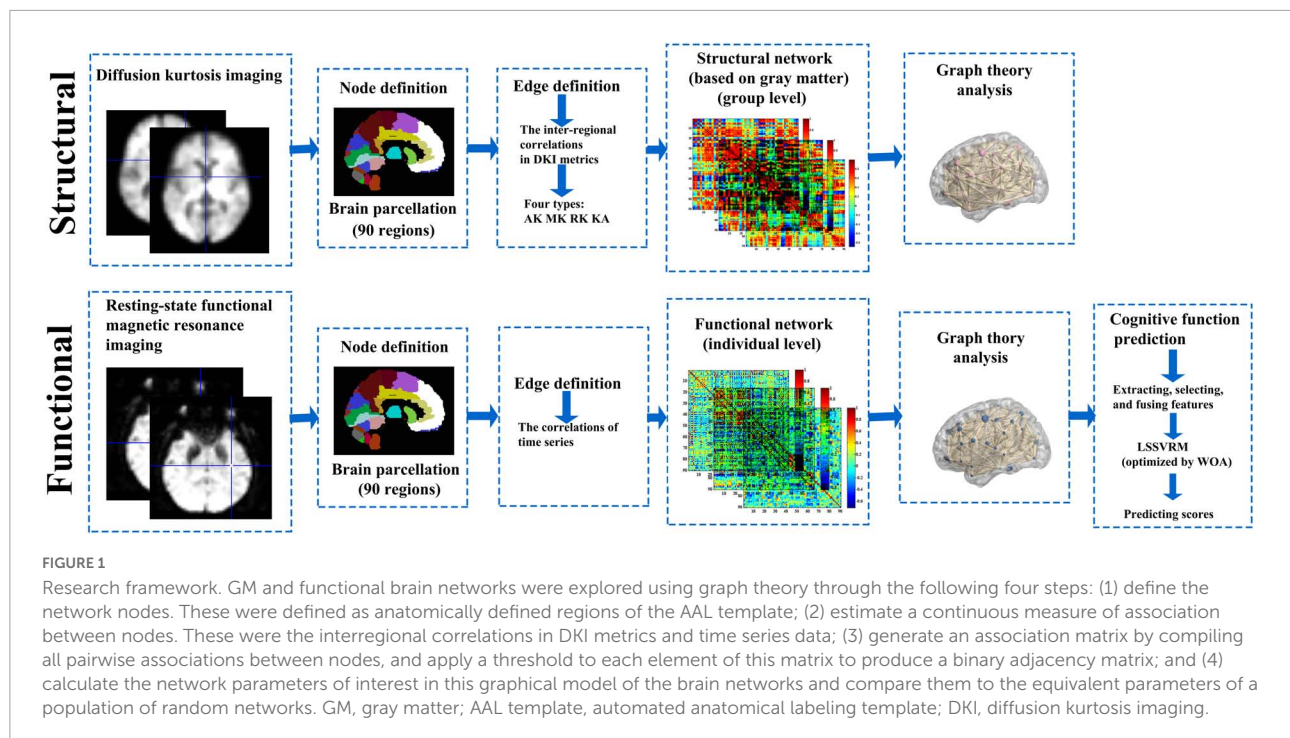 Structural
Diffusion kurtosis imaging
Node definition
Brain parcellation
(90 regions)
Edge definition
The inter-regional
correlations
in DKI metrics
Four types:
AK MK RK KA
Structural network
(based on gray matter)
(group level)
Graph theory
analysis
Functional
Resting-state functional
magnetic resonance
imaging
Node definition
Brain parcellation
(90 regions)
Edge definition
The correlations of
time series
Functional network
(individual level)
Graph thory
analysis
Cognitive function
prediction
Extracting, selecting,
and fusing features
LSSVRM
(optimized by WOA)
Predicting scores
FIGURE 1
Research framework. GM and functional brain networks were explored using graph theory through the following four steps: (1) define the
network nodes. These were defined as anatomically defined regions of the AAL template; (2) estimate a continuous measure of association
between nodes. These were the interregional correlations in DKI metrics and time series data; (3) generate an association matrix by compiling
all pairwise associations between nodes, and apply a threshold to each element of this matrix to produce a binary adjacency matrix; and (4)
calculate the network parameters of interest in this graphical model of the brain networks and compare them to the equivalent parameters of a
population of random networks. GM, gray matter; AAL template, automated anatomical labeling template; DKI, diffusion kurtosis imaging.